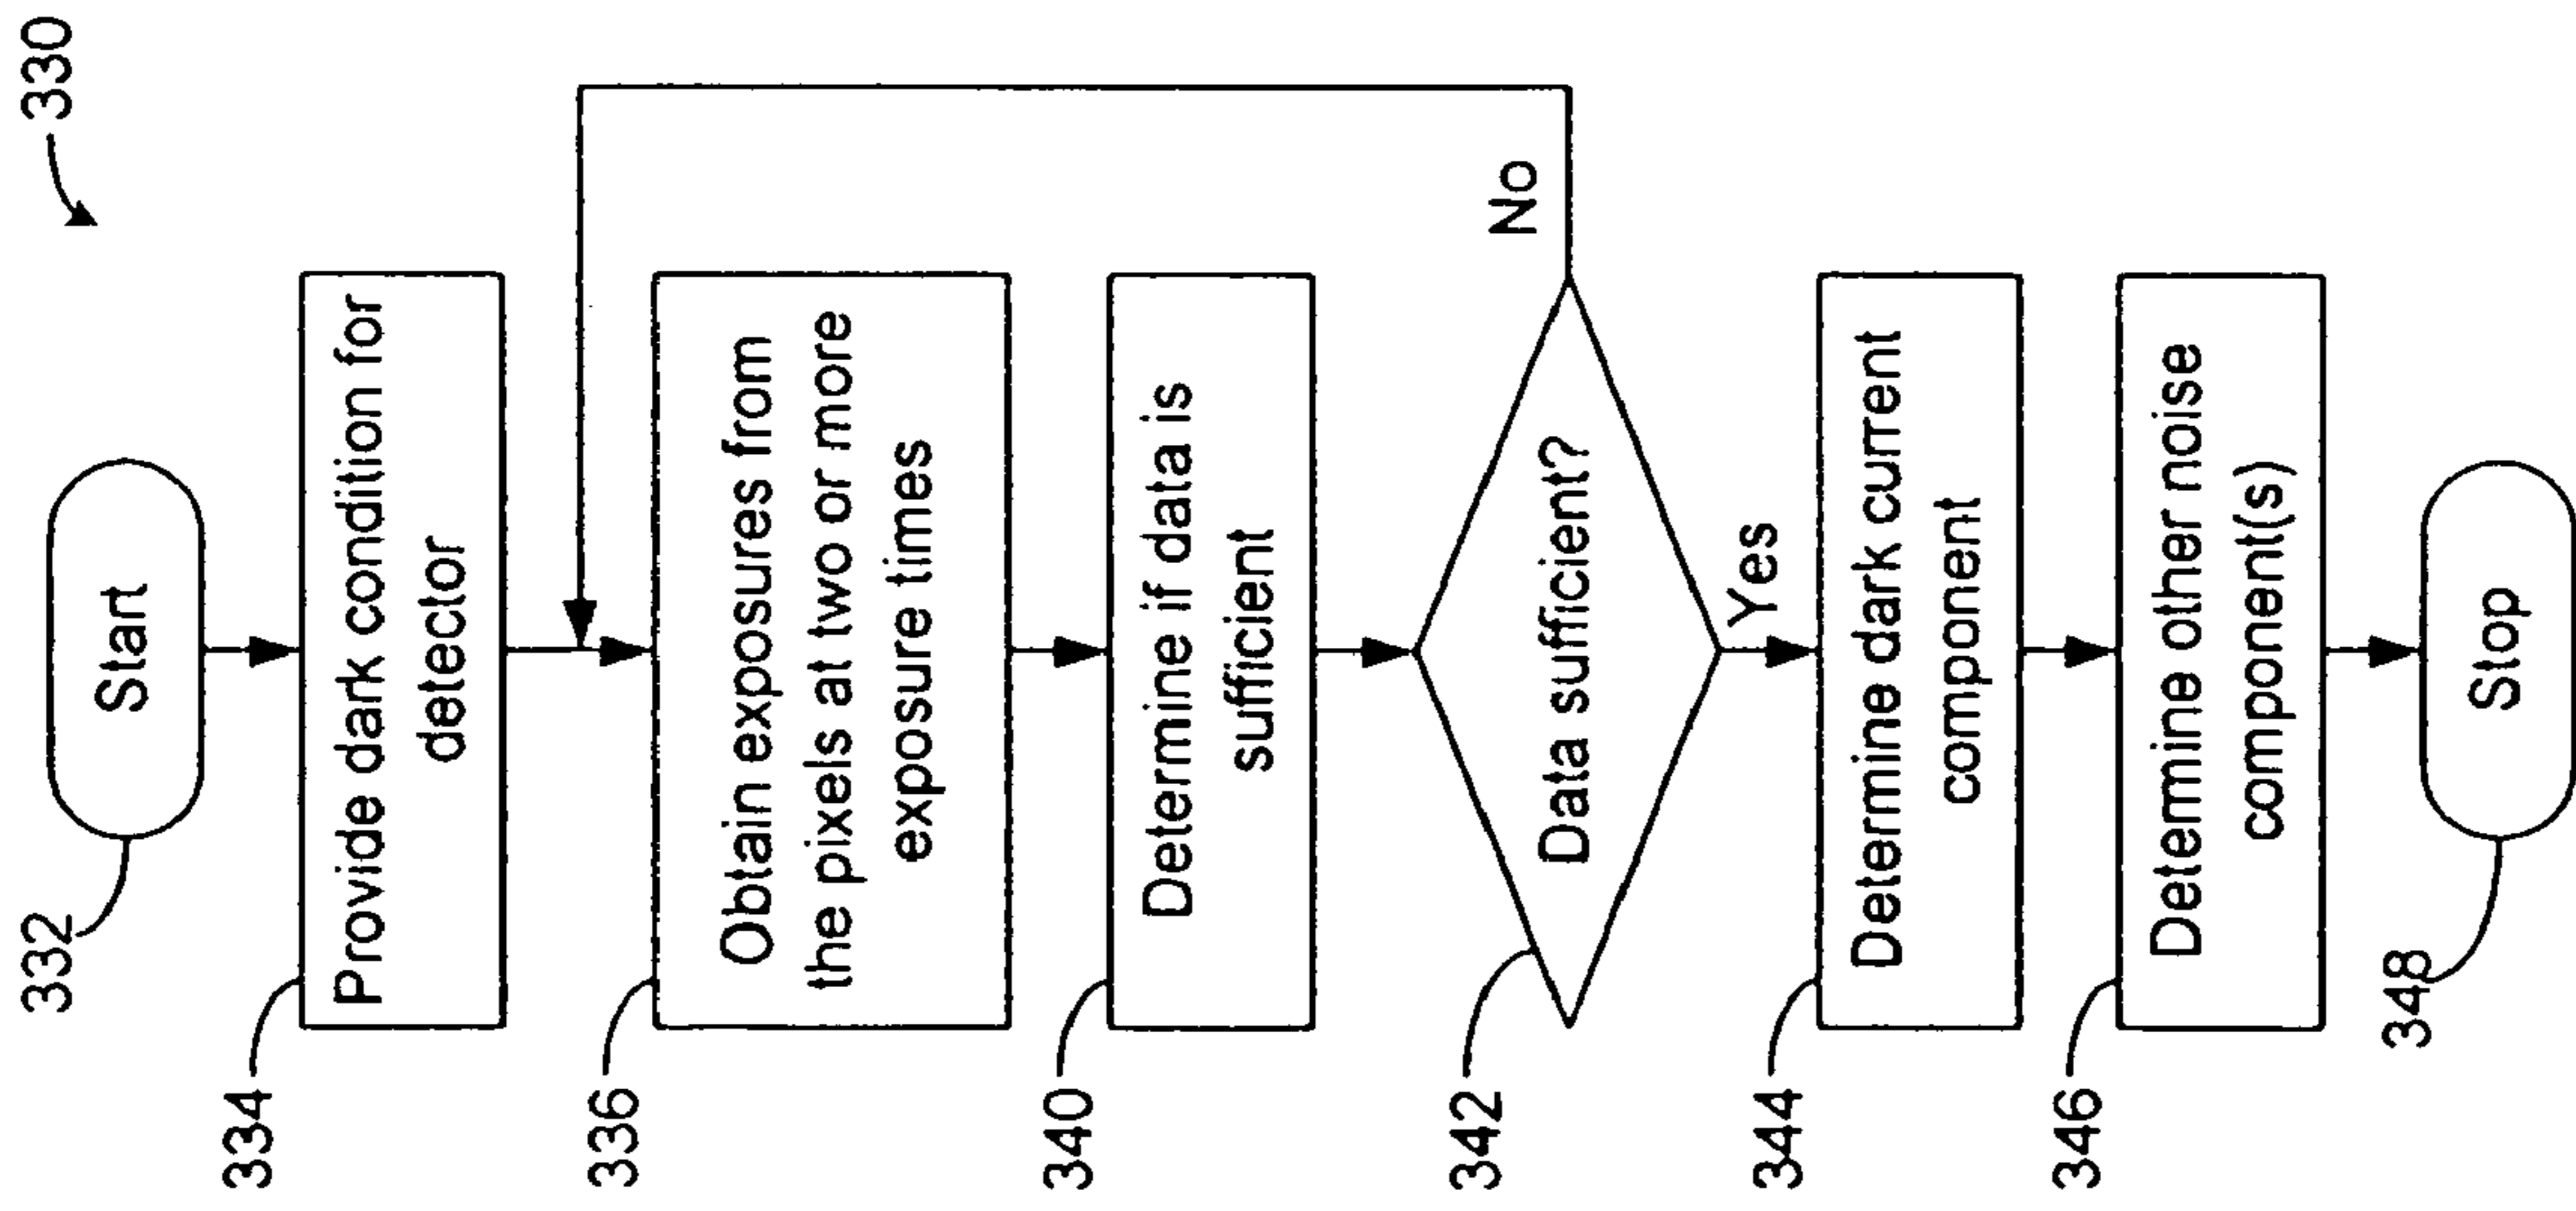 330
332
Start
334
Provide dark condition for
detector
336
Obtain exposures from
the pixels at two or more
exposure times
340
Determine if data is
sufficient
342
Data sufficient?
No
Yes
344
Determine dark current
component
346
Determine other noise
component(s)
348
Stop